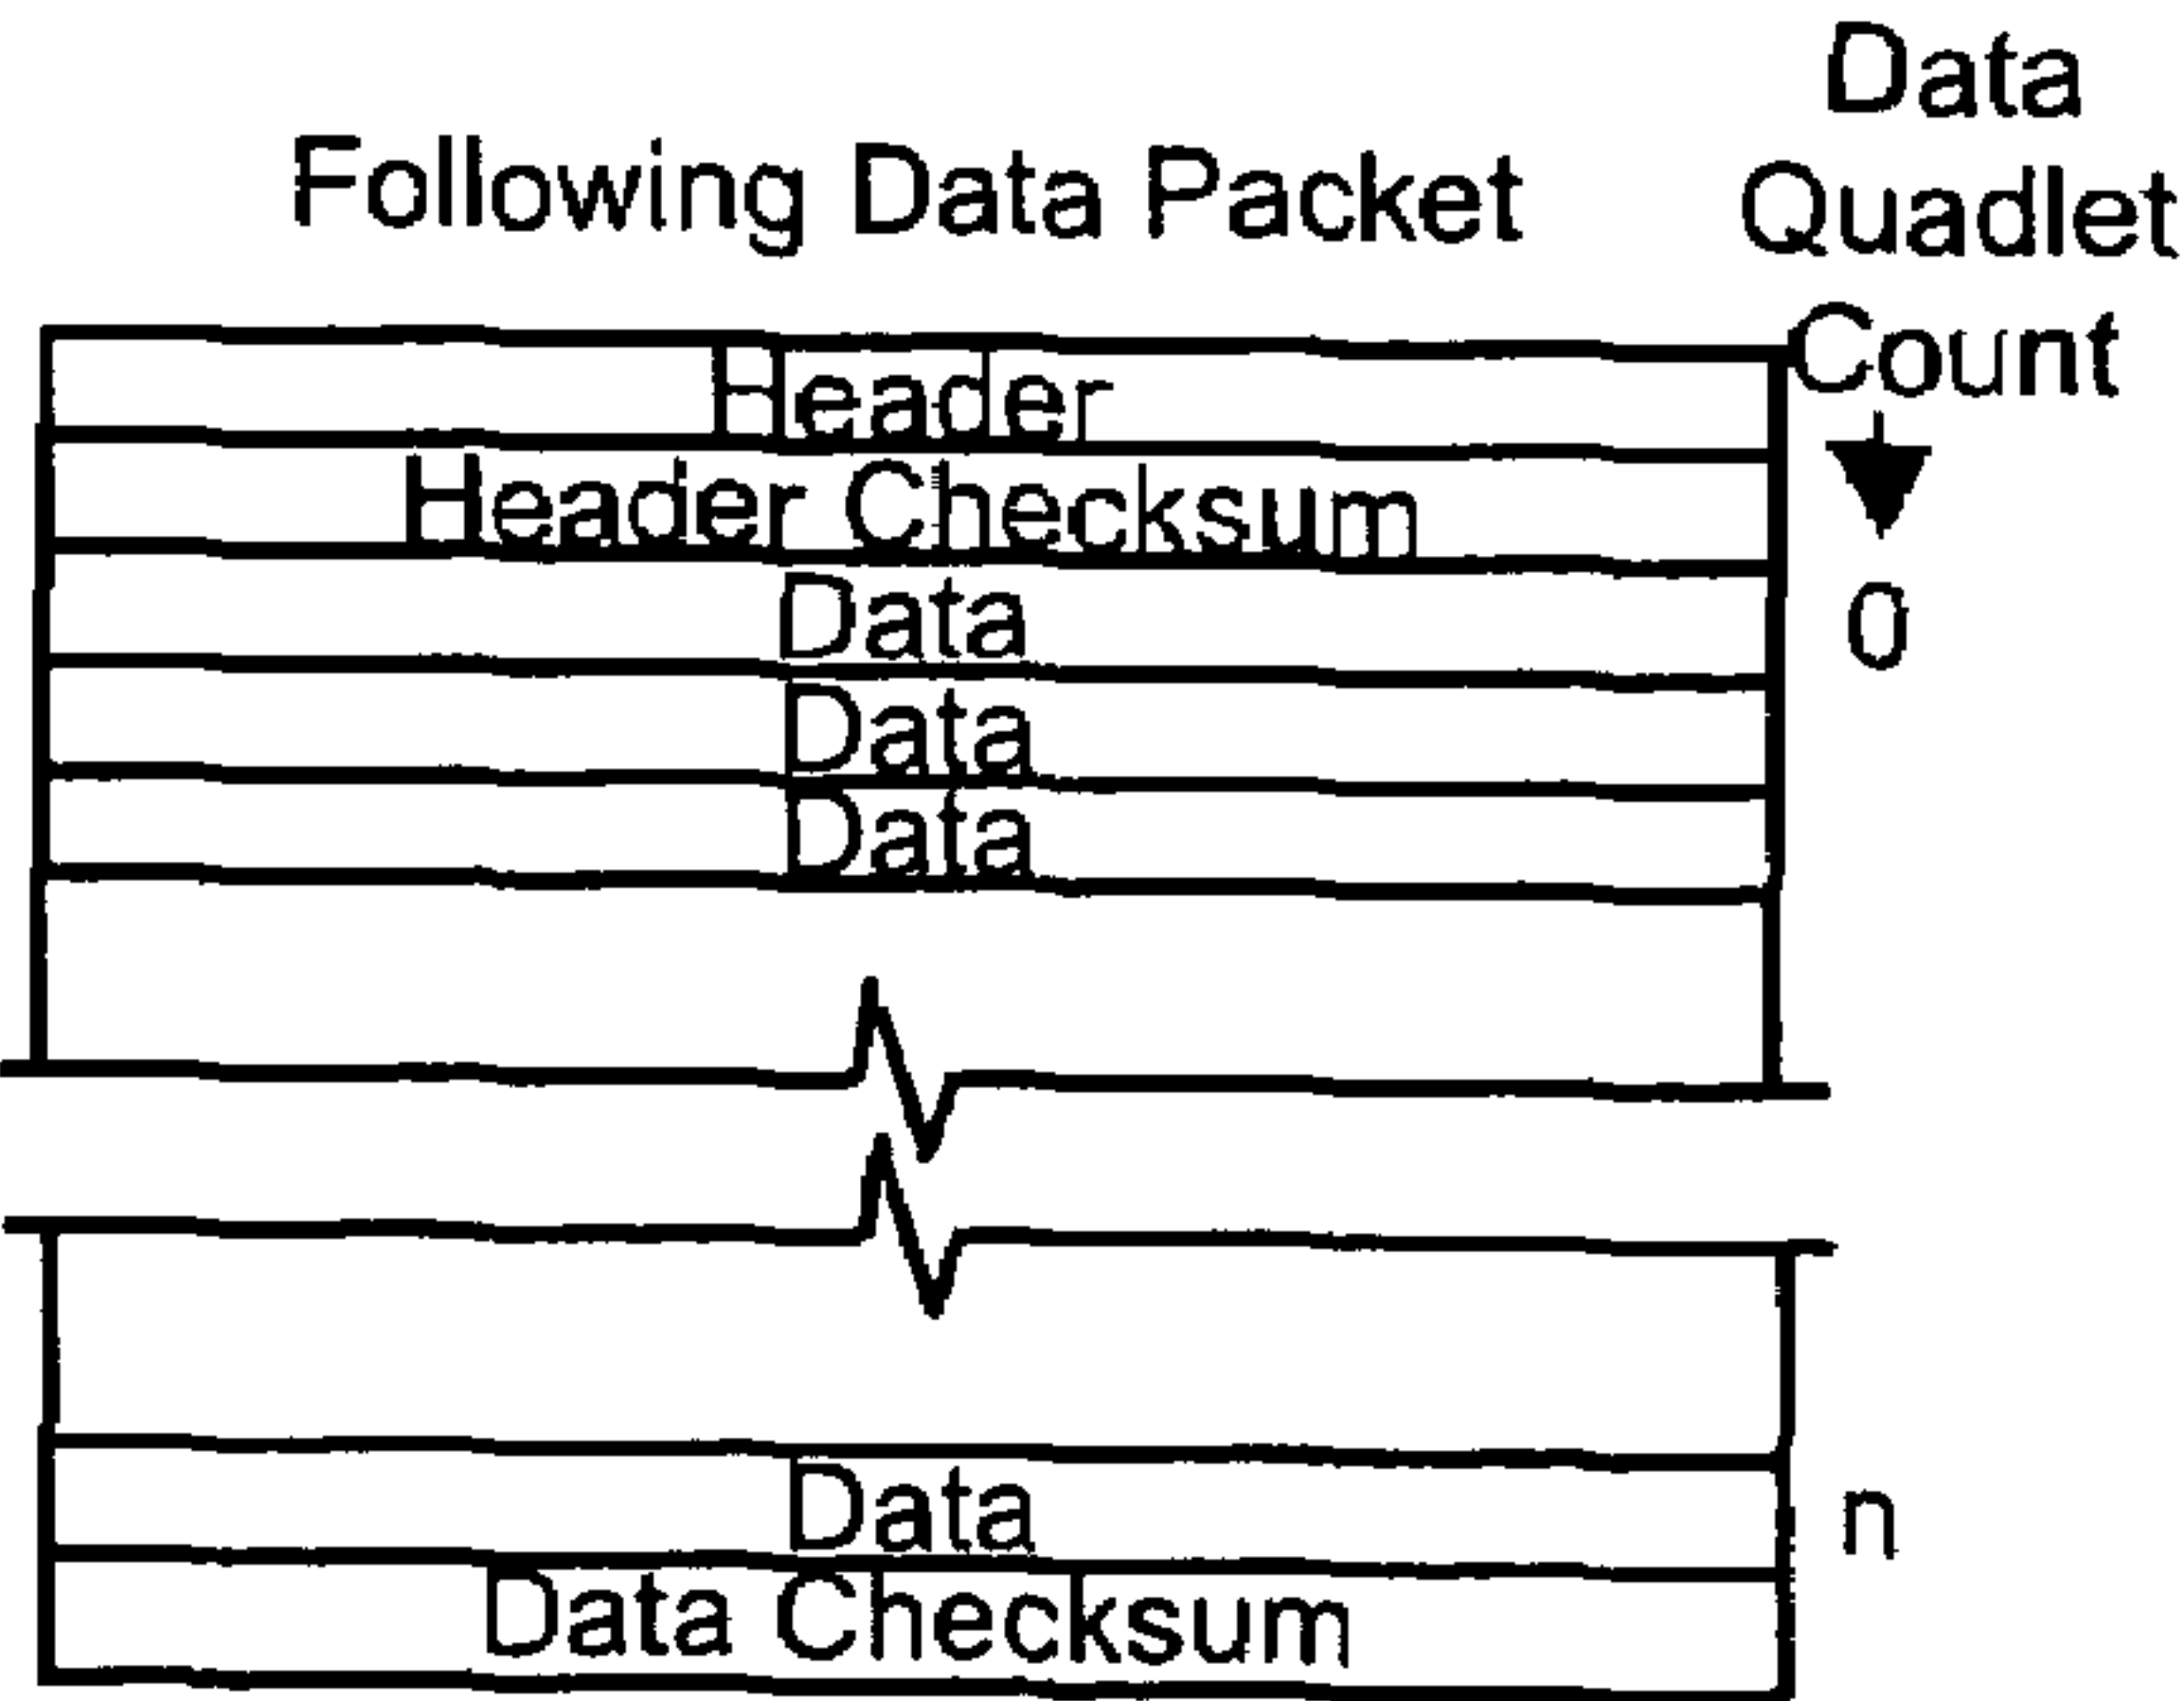 Data
Following Data Packet Quadlet
Count
Header
Header Checksum
Data 0
Data
Data
Data n
Data Checksum